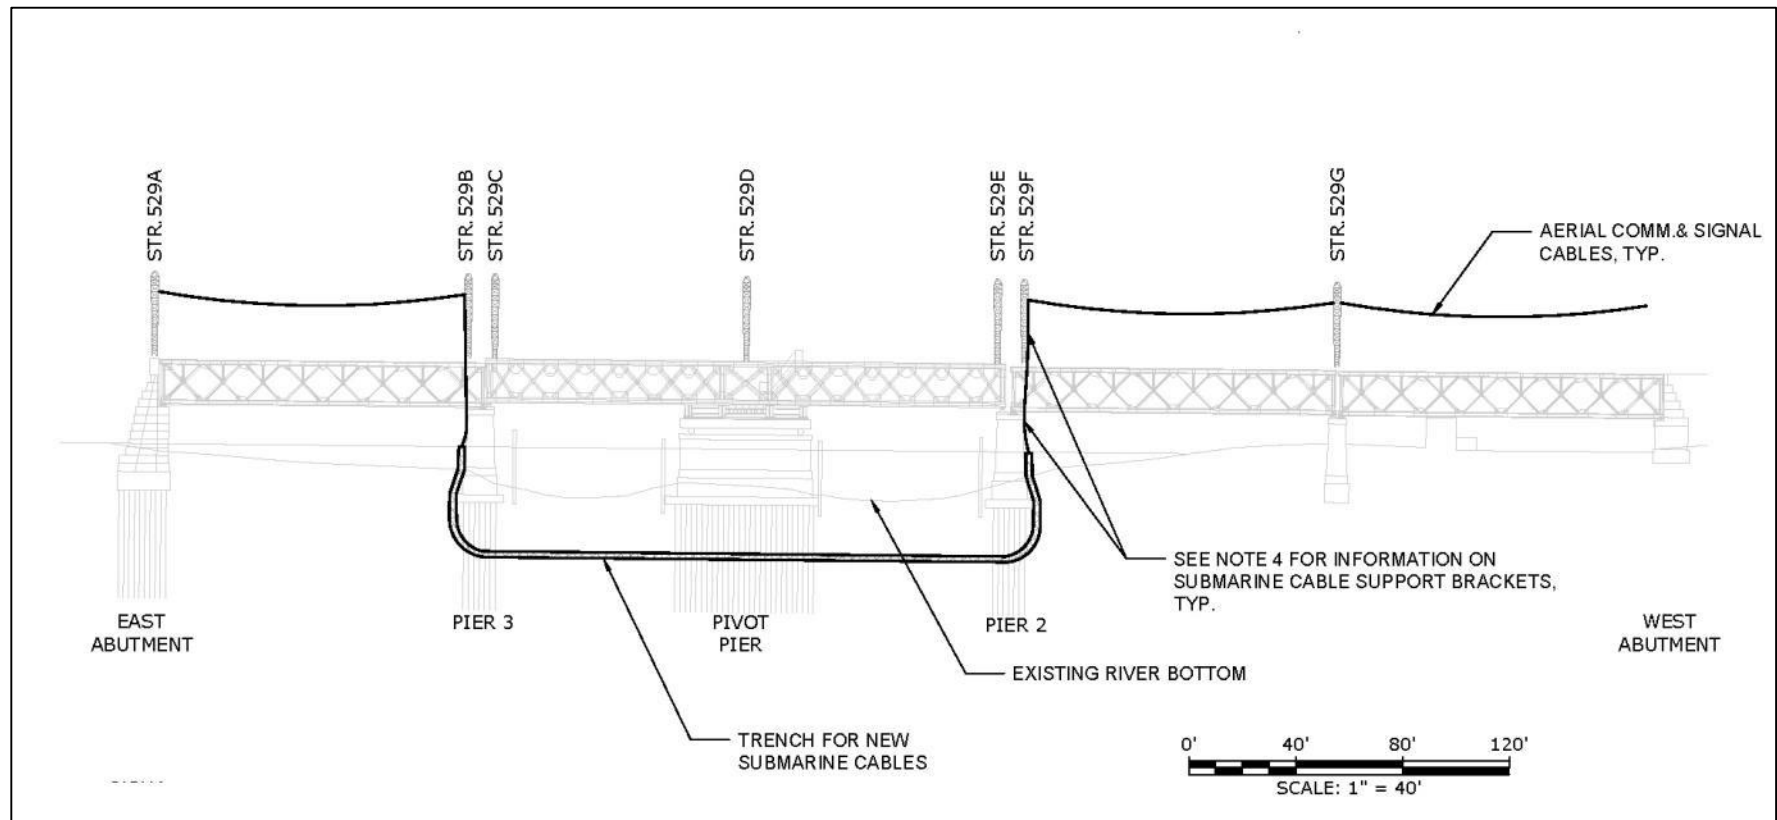 STR. 529A
STR. 529B
STR. 529C
STR. 529D
STR. 529E
STR. 529F
STR. 529G
AERIAL COMM.& SIGNAL
CABLES, TYP.
SEE NOTE 4 FOR INFORMATION ON
SUBMARINE CABLE SUPPORT BRACKETS,
TYP.
EAST
ABUTMENT
PIER 3
PIVOT
PIER
PIER 2
WEST
ABUTMENT
EXISTING RIVER BOTTOM
TRENCH FOR NEW
SUBMARINE CABLES
0' 40' 80' 120'
SCALE: 1" = 40'